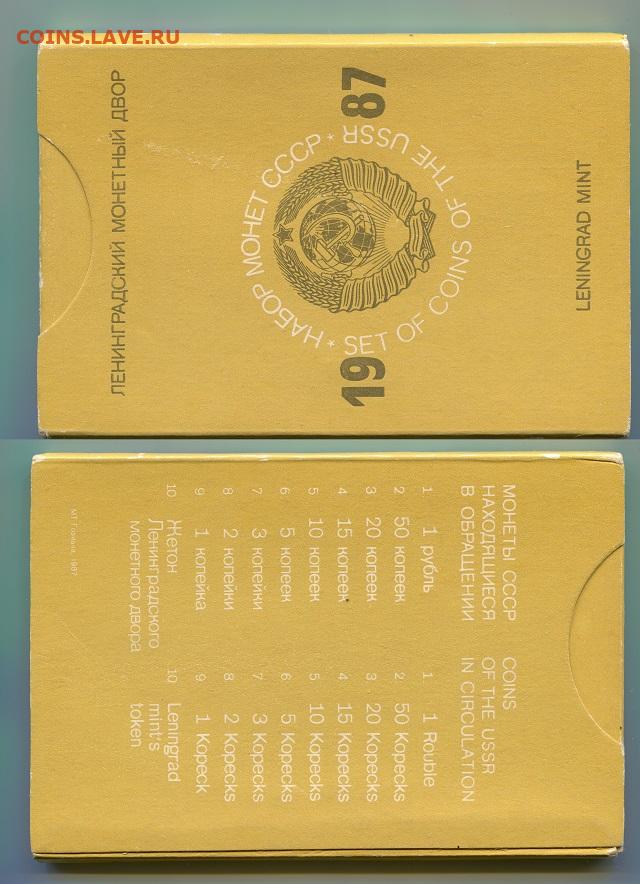 COINS.LAVE.RU
ЛЕНИНГРАДСКИЙ МОНЕТНЫЙ ДВОР
НАБОР МОНЕТ СССР * SET OF COINS OF THE USSR *
1987
LENINGRAD MINT
МОНЕТЫ СССР
НАХОДЯЩИЕСЯ
В ОБРАЩЕНИИ
1 1 рубль
2 50 копеек
3 20 копеек
4 15 копеек
5 10 копеек
6 5 копеек
7 3 копейки
8 2 копейки
9 1 копейка
10 Жетон
Ленинградского
монетного двора
COINS
OF THE USSR
IN CIRCULATION
1 1 Rouble
2 50 Kopecks
3 20 Kopecks
4 15 Kopecks
5 10 Kopecks
6 5 Kopecks
7 3 Kopecks
8 2 Kopecks
9 1 Kopeck
10 Leningrad
mint's
token
МТ Гознака, 1987